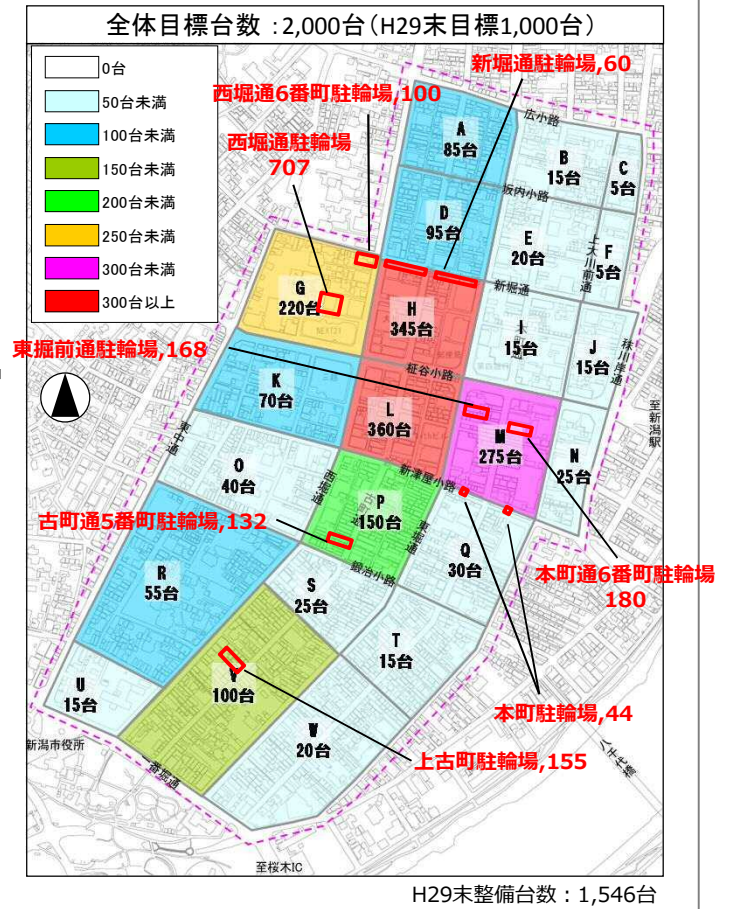 全体目標台数 :2,000台(H29末目標1,000台)
0台
50台未満
100台未満
150台未満
200台未満
250台未満
300台未満
300台以上
新堀通駐輪場,60
西堀通6番町駐輪場,100
西堀通駐輪場
707
広小路
A
85台
B
15台
C
5台
坂内小路
D
95台
E
20台
上大川前通
F
5台
新堀通
G
220台
NEXT21
H
345台
I
15台
J
15台
東堀前通駐輪場,168
柾谷小路
至新潟駅
K
70台
L
360台
M
275台
N
25台
東中通
O
40台
西堀通
新津屋小路
P
150台
古町通5番町駐輪場,132
東堀通
鍛冶小路
Q
30台
本町通6番町駐輪場
180
R
55台
S
25台
T
15台
V
100台
U
15台
本町駐輪場,44
W
20台
上古町駐輪場,155
八千代橋
新潟市役所
一番堀通
至桜木IC
H29末整備台数:1,546台